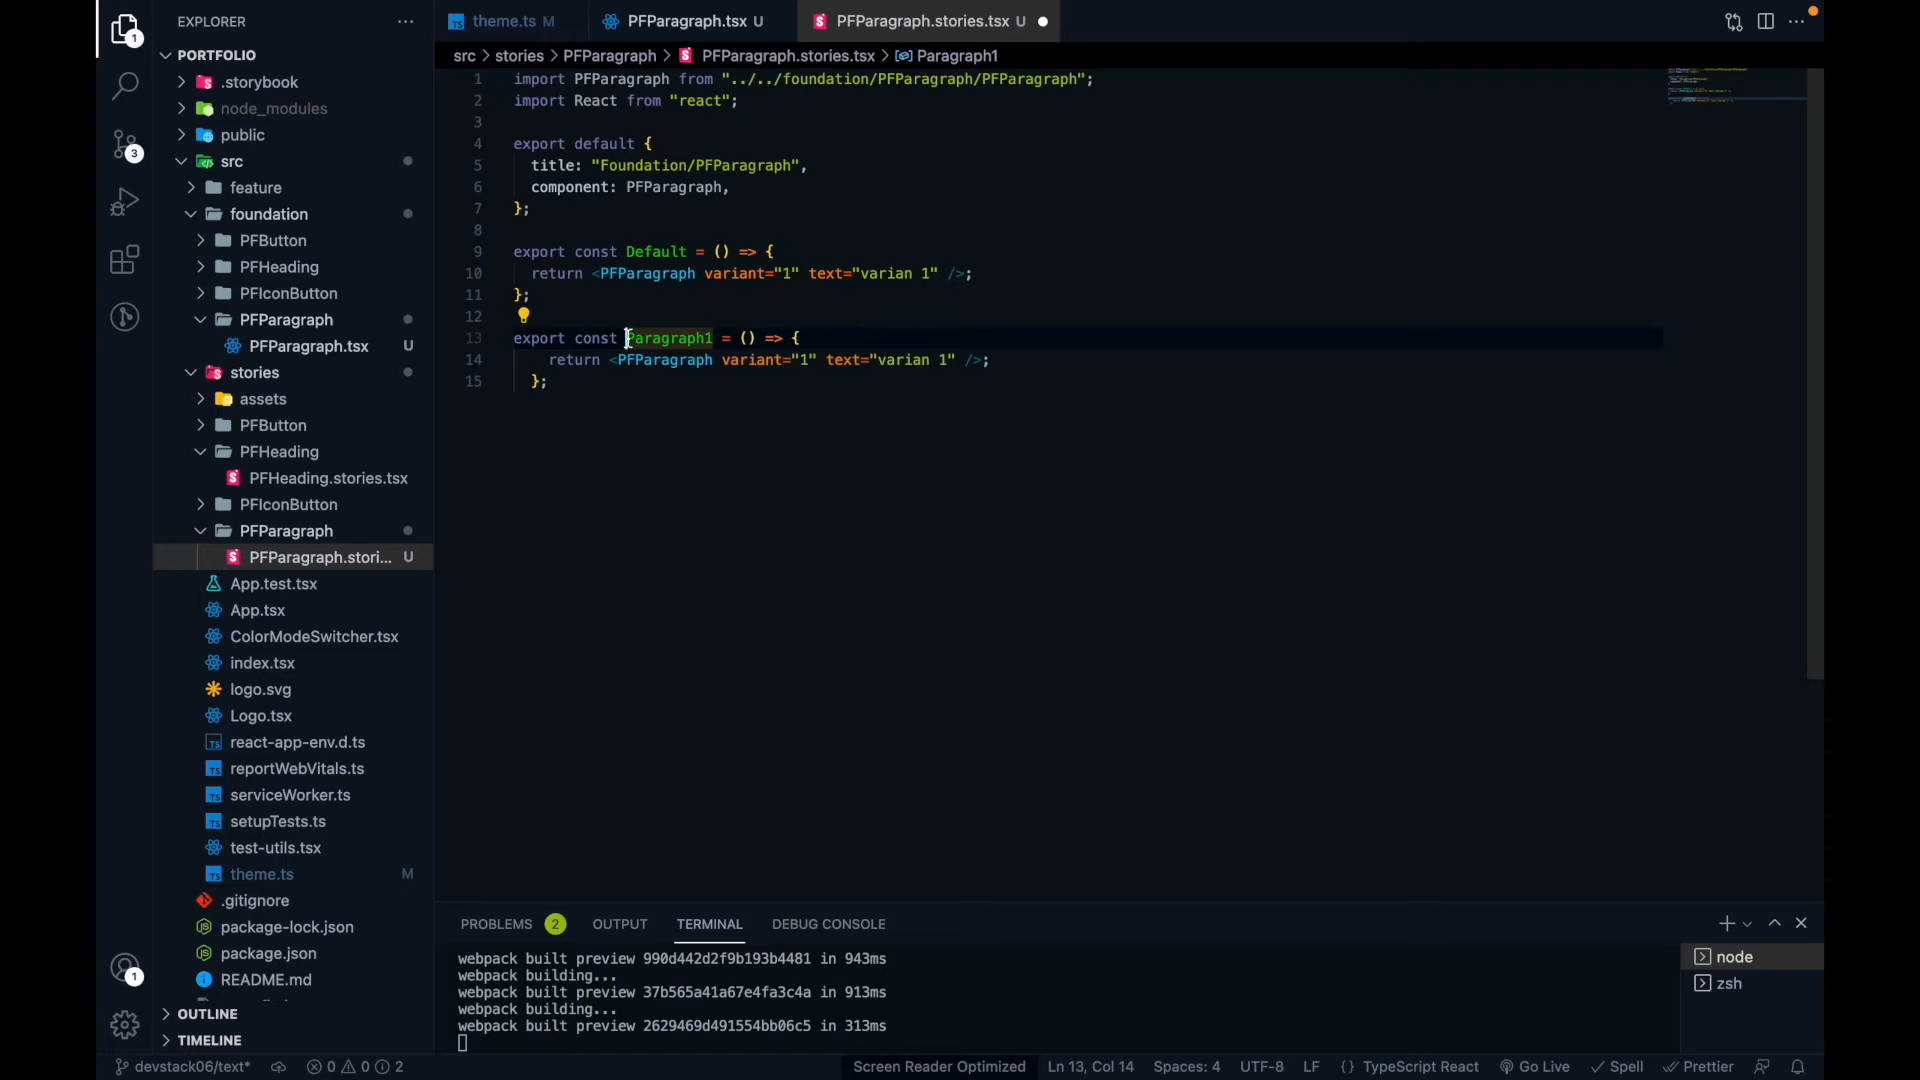 EXPLORER
theme.ts M
PFParagraph.tsx U
PFParagraph.stories.tsx U
PORTFOLIO
.storybook
node_modules
public
src
feature
foundation
PFButton
PFHeading
PFIconButton
PFParagraph
PFParagraph.tsx U
stories
assets
PFButton
PFHeading
PFHeading.stories.tsx
PFIconButton
PFParagraph
PFParagraph.stori... U
App.test.tsx
App.tsx
ColorModeSwitcher.tsx
index.tsx
logo.svg
Logo.tsx
react-app-env.d.ts
reportWebVitals.ts
serviceWorker.ts
setupTests.ts
test-utils.tsx
theme.ts M
.gitignore
package-lock.json
package.json
README.md
OUTLINE
TIMELINE
1
3
1
src > stories > PFParagraph > PFParagraph.stories.tsx > Paragraph1
1 import PFParagraph from "../../foundation/PFParagraph/PFParagraph";
2 import React from "react";
3
4 export default {
5 title: "Foundation/PFParagraph",
6 component: PFParagraph,
7 };
8
9 export const Default = () => {
10 return <PFParagraph variant="1" text="varian 1" />;
11 };
12
13 export const Paragraph1 = () => {
14 return <PFParagraph variant="1" text="varian 1" />;
15 };
PROBLEMS 2 OUTPUT TERMINAL DEBUG CONSOLE
webpack built preview 990d442d2f9b193b4481 in 943ms
webpack building...
webpack built preview 37b565a41a67e4fa3c4a in 913ms
webpack building...
webpack built preview 2629469d491554bb06c5 in 313ms
node
zsh
devstack06/text* 0 0 2 Screen Reader Optimized Ln 13, Col 14 Spaces: 4 UTF-8 LF {} TypeScript React Go Live Spell Prettier